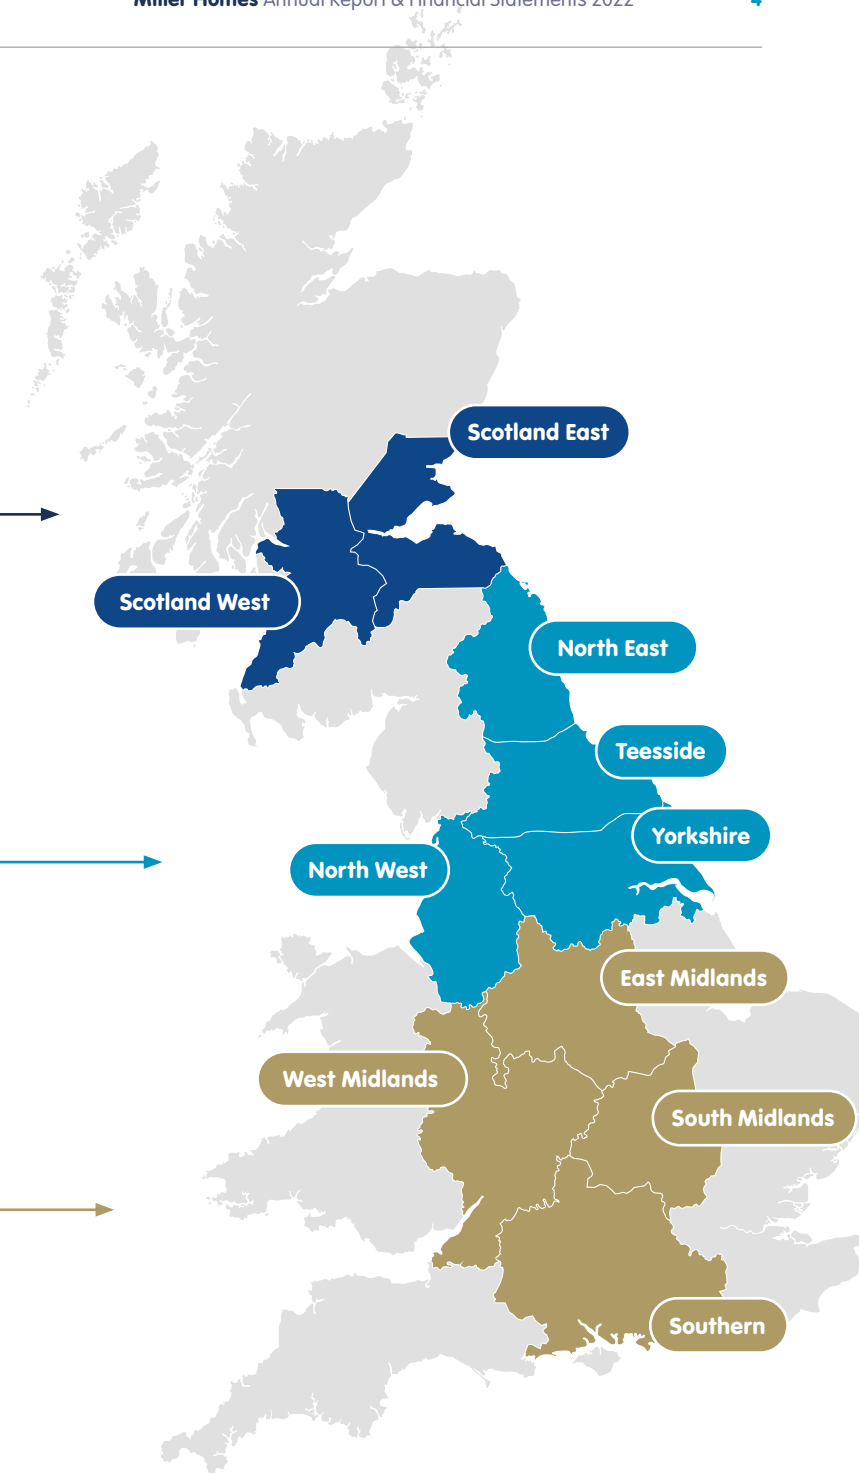 Miller Homes Annual Report & Financial Statements 2022 4
Scotland East
Scotland West
North East
Teesside
Yorkshire
North West
East Midlands
West Midlands
South Midlands
Southern